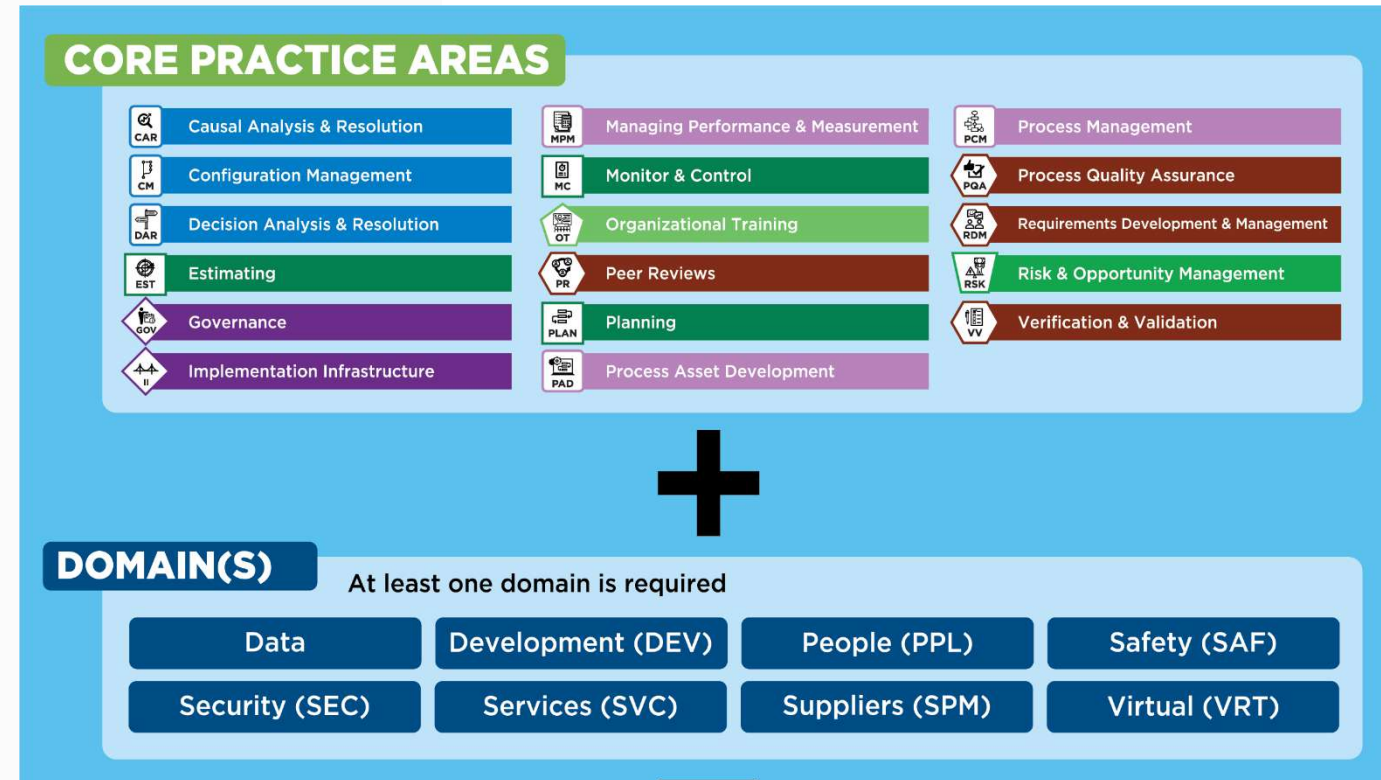 CORE PRACTICE AREAS
CAR Causal Analysis & Resolution
CM Configuration Management
DAR Decision Analysis & Resolution
EST Estimating
GOV Governance
II Implementation Infrastructure
MPM Managing Performance & Measurement
MC Monitor & Control
OT Organizational Training
PR Peer Reviews
PLAN Planning
PAD Process Asset Development
PCM Process Management
PQA Process Quality Assurance
RDM Requirements Development & Management
RSK Risk & Opportunity Management
VV Verification & Validation
DOMAIN(S)
At least one domain is required
Data
Development (DEV)
People (PPL)
Safety (SAF)
Security (SEC)
Services (SVC)
Suppliers (SPM)
Virtual (VRT)